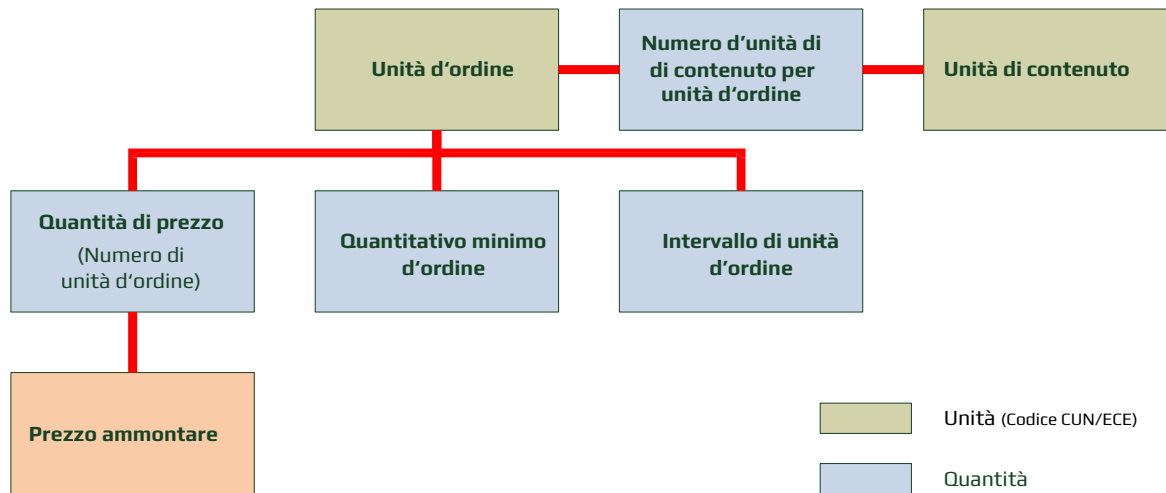 Unità d‘ordine
Numero d’unità di
di contenuto per
unità d‘ordine
Unità di contenuto
Quantità di prezzo
(Numero di
unità d‘ordine)
Quantitativo minimo
d‘ordine
Intervallo di unità
d’ordine
Prezzo ammontare
Unità (Codice CUN/ECE)
Quantità